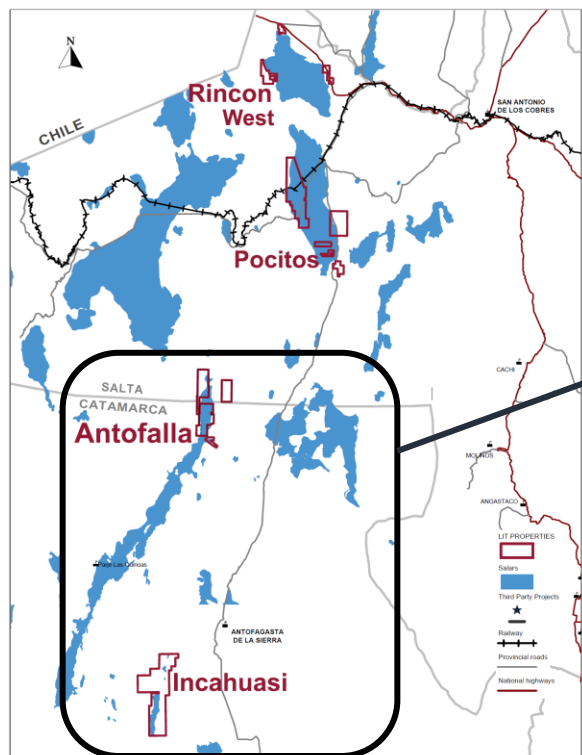 N
Rincon
West
SAN ANTONIO
DE LOS COBRES
CHILE
Pocitos
CACHI
SALTA
CATAMARCA
Antofalla
MOLINOS
ANGASTACO
LIT PROPERTIES
Salars
Third Party Projects
Railway
Provincial roads
National highways
ANTOFAGASTA
DE LA SIERRA
Incahuasi